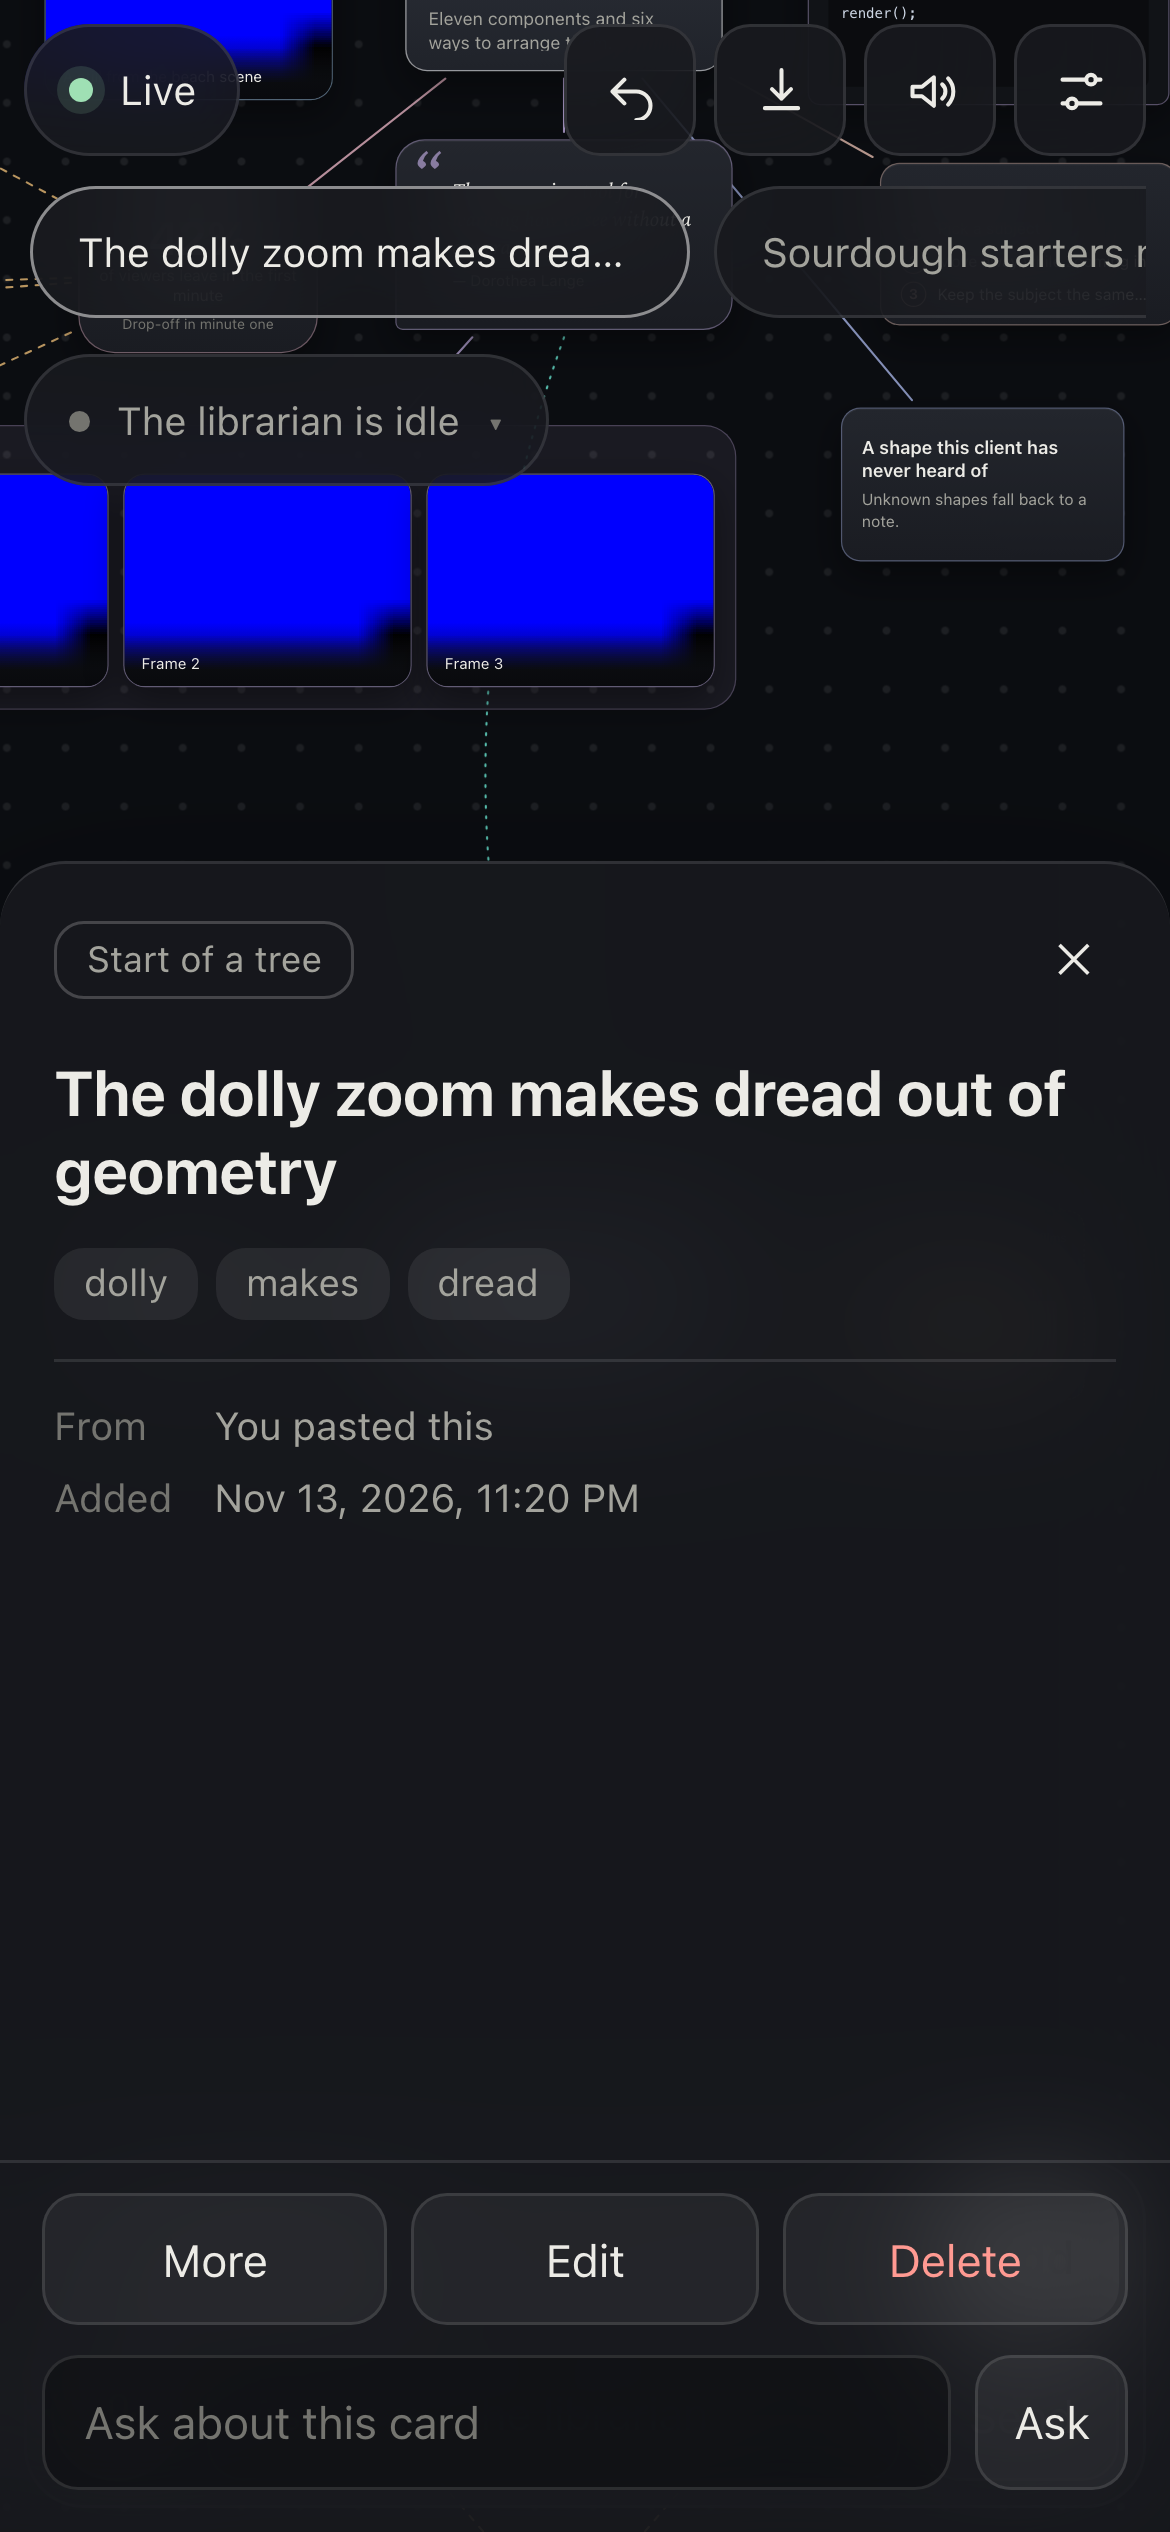 render();
Eleven components and six
ways to arrange
Live
scene
“
a
The dolly zoom makes drea...
Sourdough starters
3 Keep the subject the same...
minute
Drop-off in minute one
The librarian is idle
A shape this client has
never heard of
Unknown shapes fall back to a
note.
Frame 2
Frame 3
Start of a tree
The dolly zoom makes dread out of
geometry
dolly
makes
dread
From You pasted this
Added Nov 13, 2026, 11:20 PM
More
Edit
Delete
Ask about this card
Ask